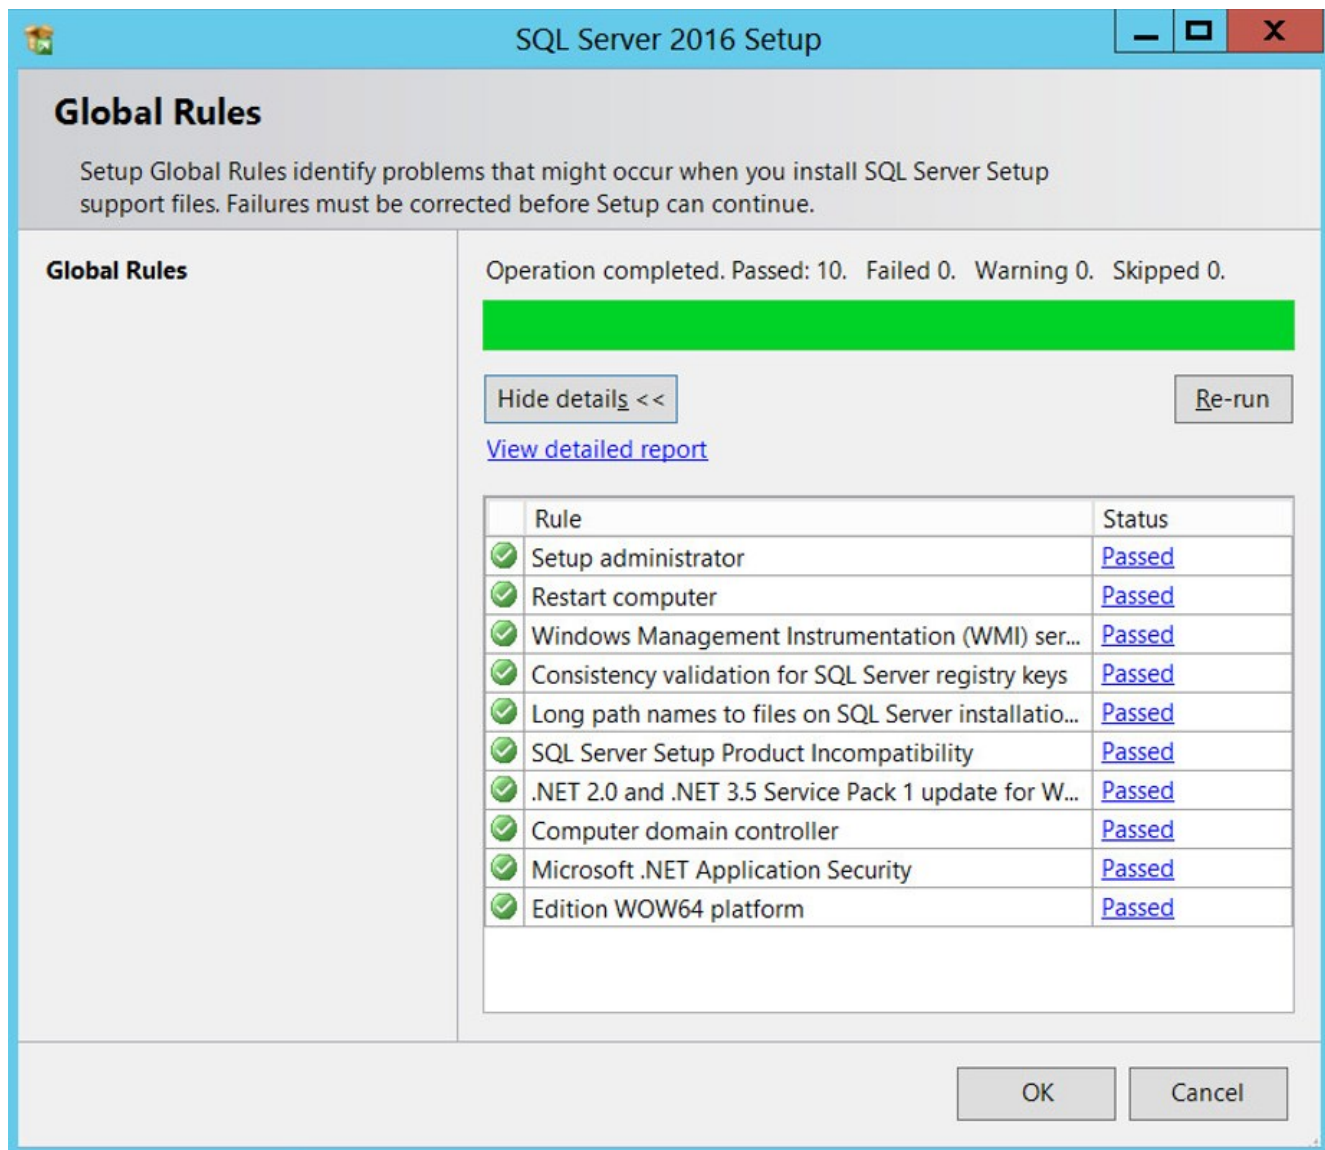 SQL Server 2016 Setup
Global Rules
Setup Global Rules identify problems that might occur when you install SQL Server Setup
support files. Failures must be corrected before Setup can continue.
Global Rules
Operation completed. Passed: 10.   Failed 0.   Warning 0.   Skipped 0.
Hide details <<
Re-run
View detailed report
Rule Status
Setup administrator Passed
Restart computer Passed
Windows Management Instrumentation (WMI) ser... Passed
Consistency validation for SQL Server registry keys Passed
Long path names to files on SQL Server installatio... Passed
SQL Server Setup Product Incompatibility Passed
.NET 2.0 and .NET 3.5 Service Pack 1 update for W... Passed
Computer domain controller Passed
Microsoft .NET Application Security Passed
Edition WOW64 platform Passed
OK Cancel